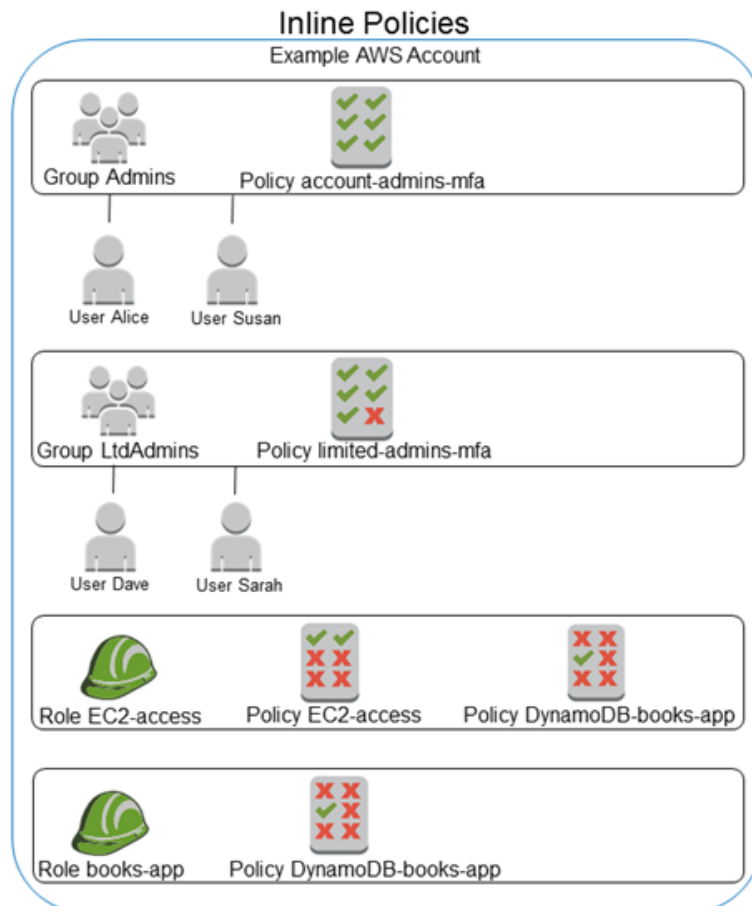 Inline Policies
Example AWS Account
Group Admins
Policy account-admins-mfa
User Alice
User Susan
Group LtdAdmins
Policy limited-admins-mfa
User Dave
User Sarah
Role EC2-access
Policy EC2-access
Policy DynamoDB-books-app
Role books-app
Policy DynamoDB-books-app